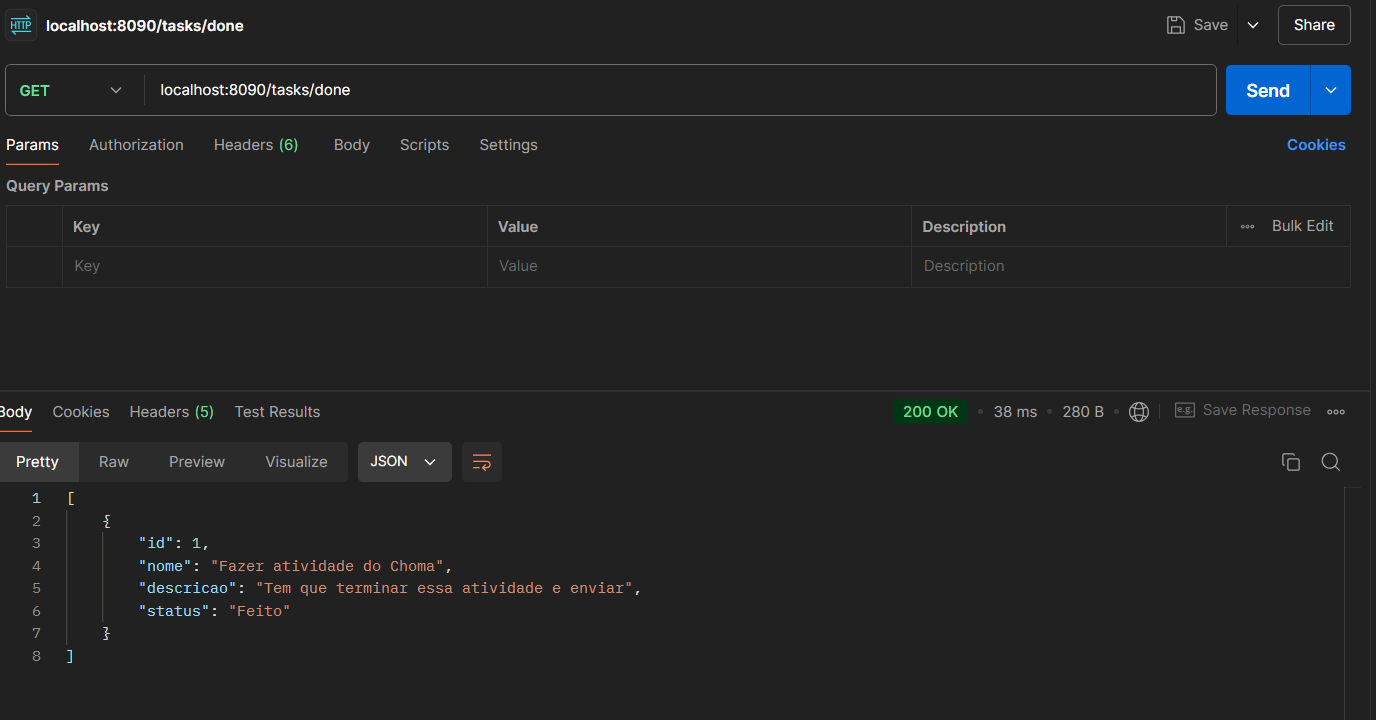 HTTP localhost:8090/tasks/done Save Share
GET localhost:8090/tasks/done Send
Params Authorization Headers (6) Body Scripts Settings Cookies
Query Params
Key Value Description Bulk Edit
Key Value Description
Body Cookies Headers (5) Test Results 200 OK 38 ms 280 B e.g. Save Response
Pretty Raw Preview Visualize JSON
1 [
2 {
3 "id": 1,
4 "nome": "Fazer atividade do Choma",
5 "descricao": "Tem que terminar essa atividade e enviar",
6 "status": "Feito"
7 }
8 ]